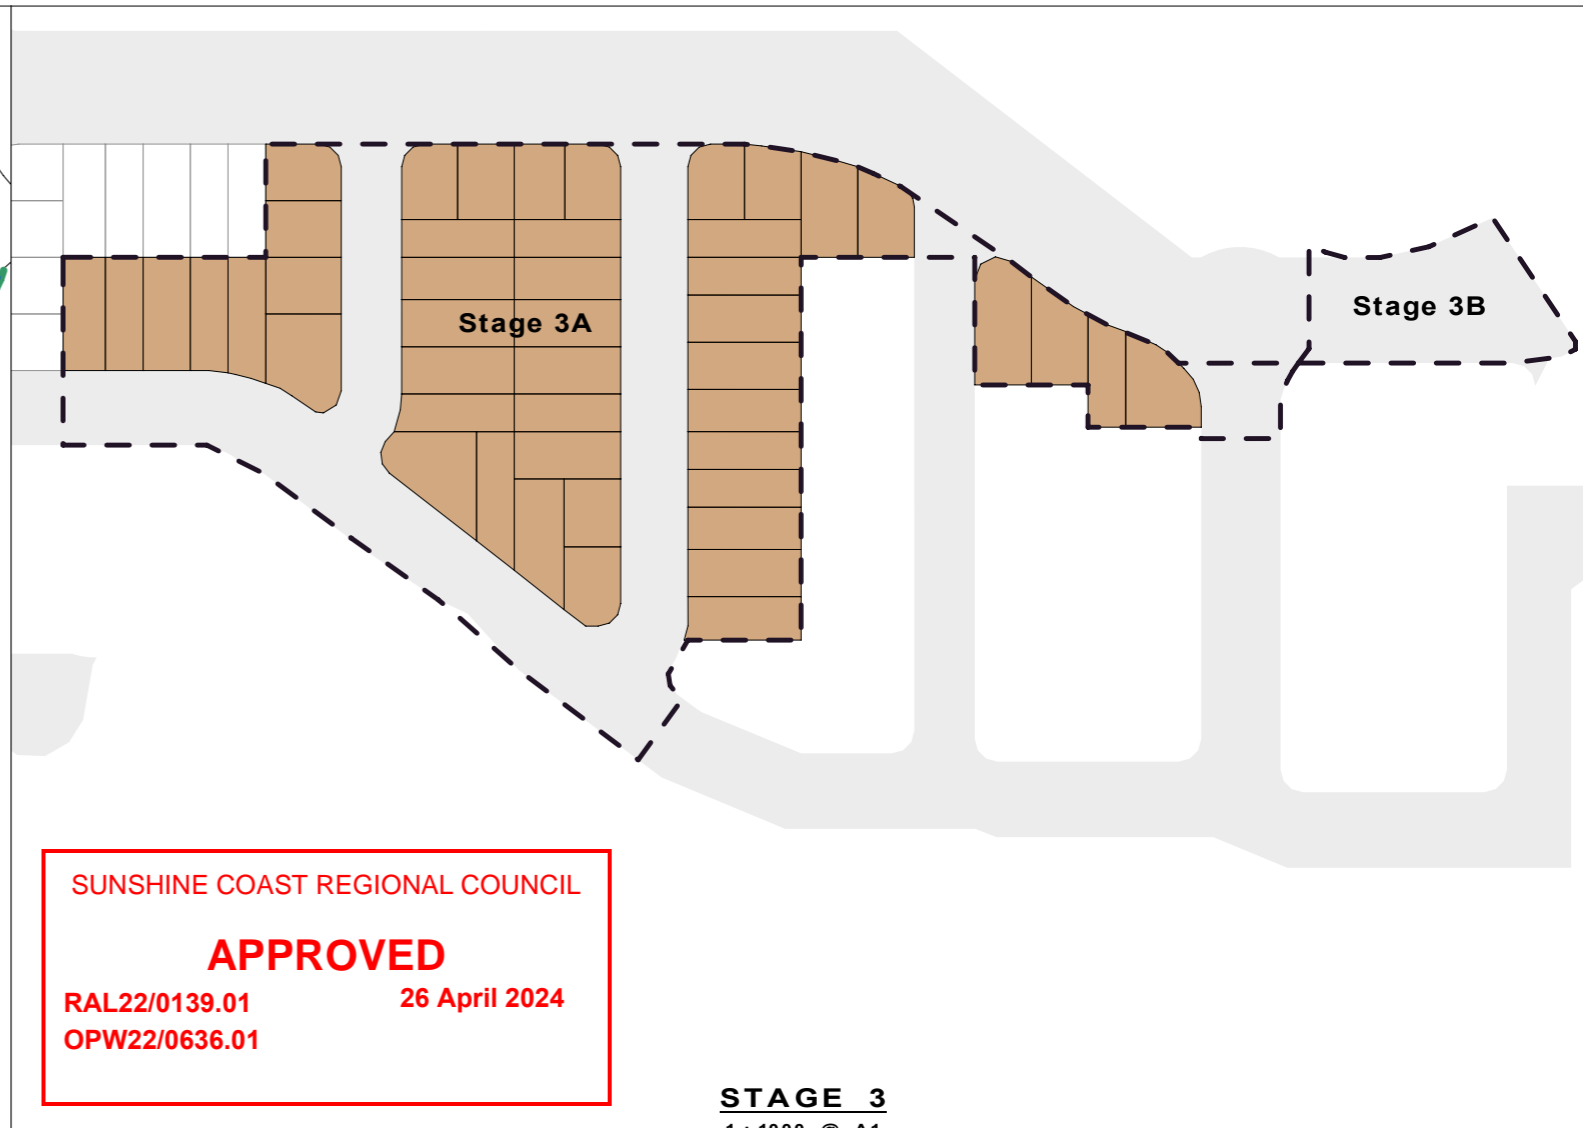 Stage 3A
Stage 3B
SUNSHINE COAST REGIONAL COUNCIL
APPROVED
RAL22/0139.01
26 April 2024
OPW22/0636.01
STAGE 3